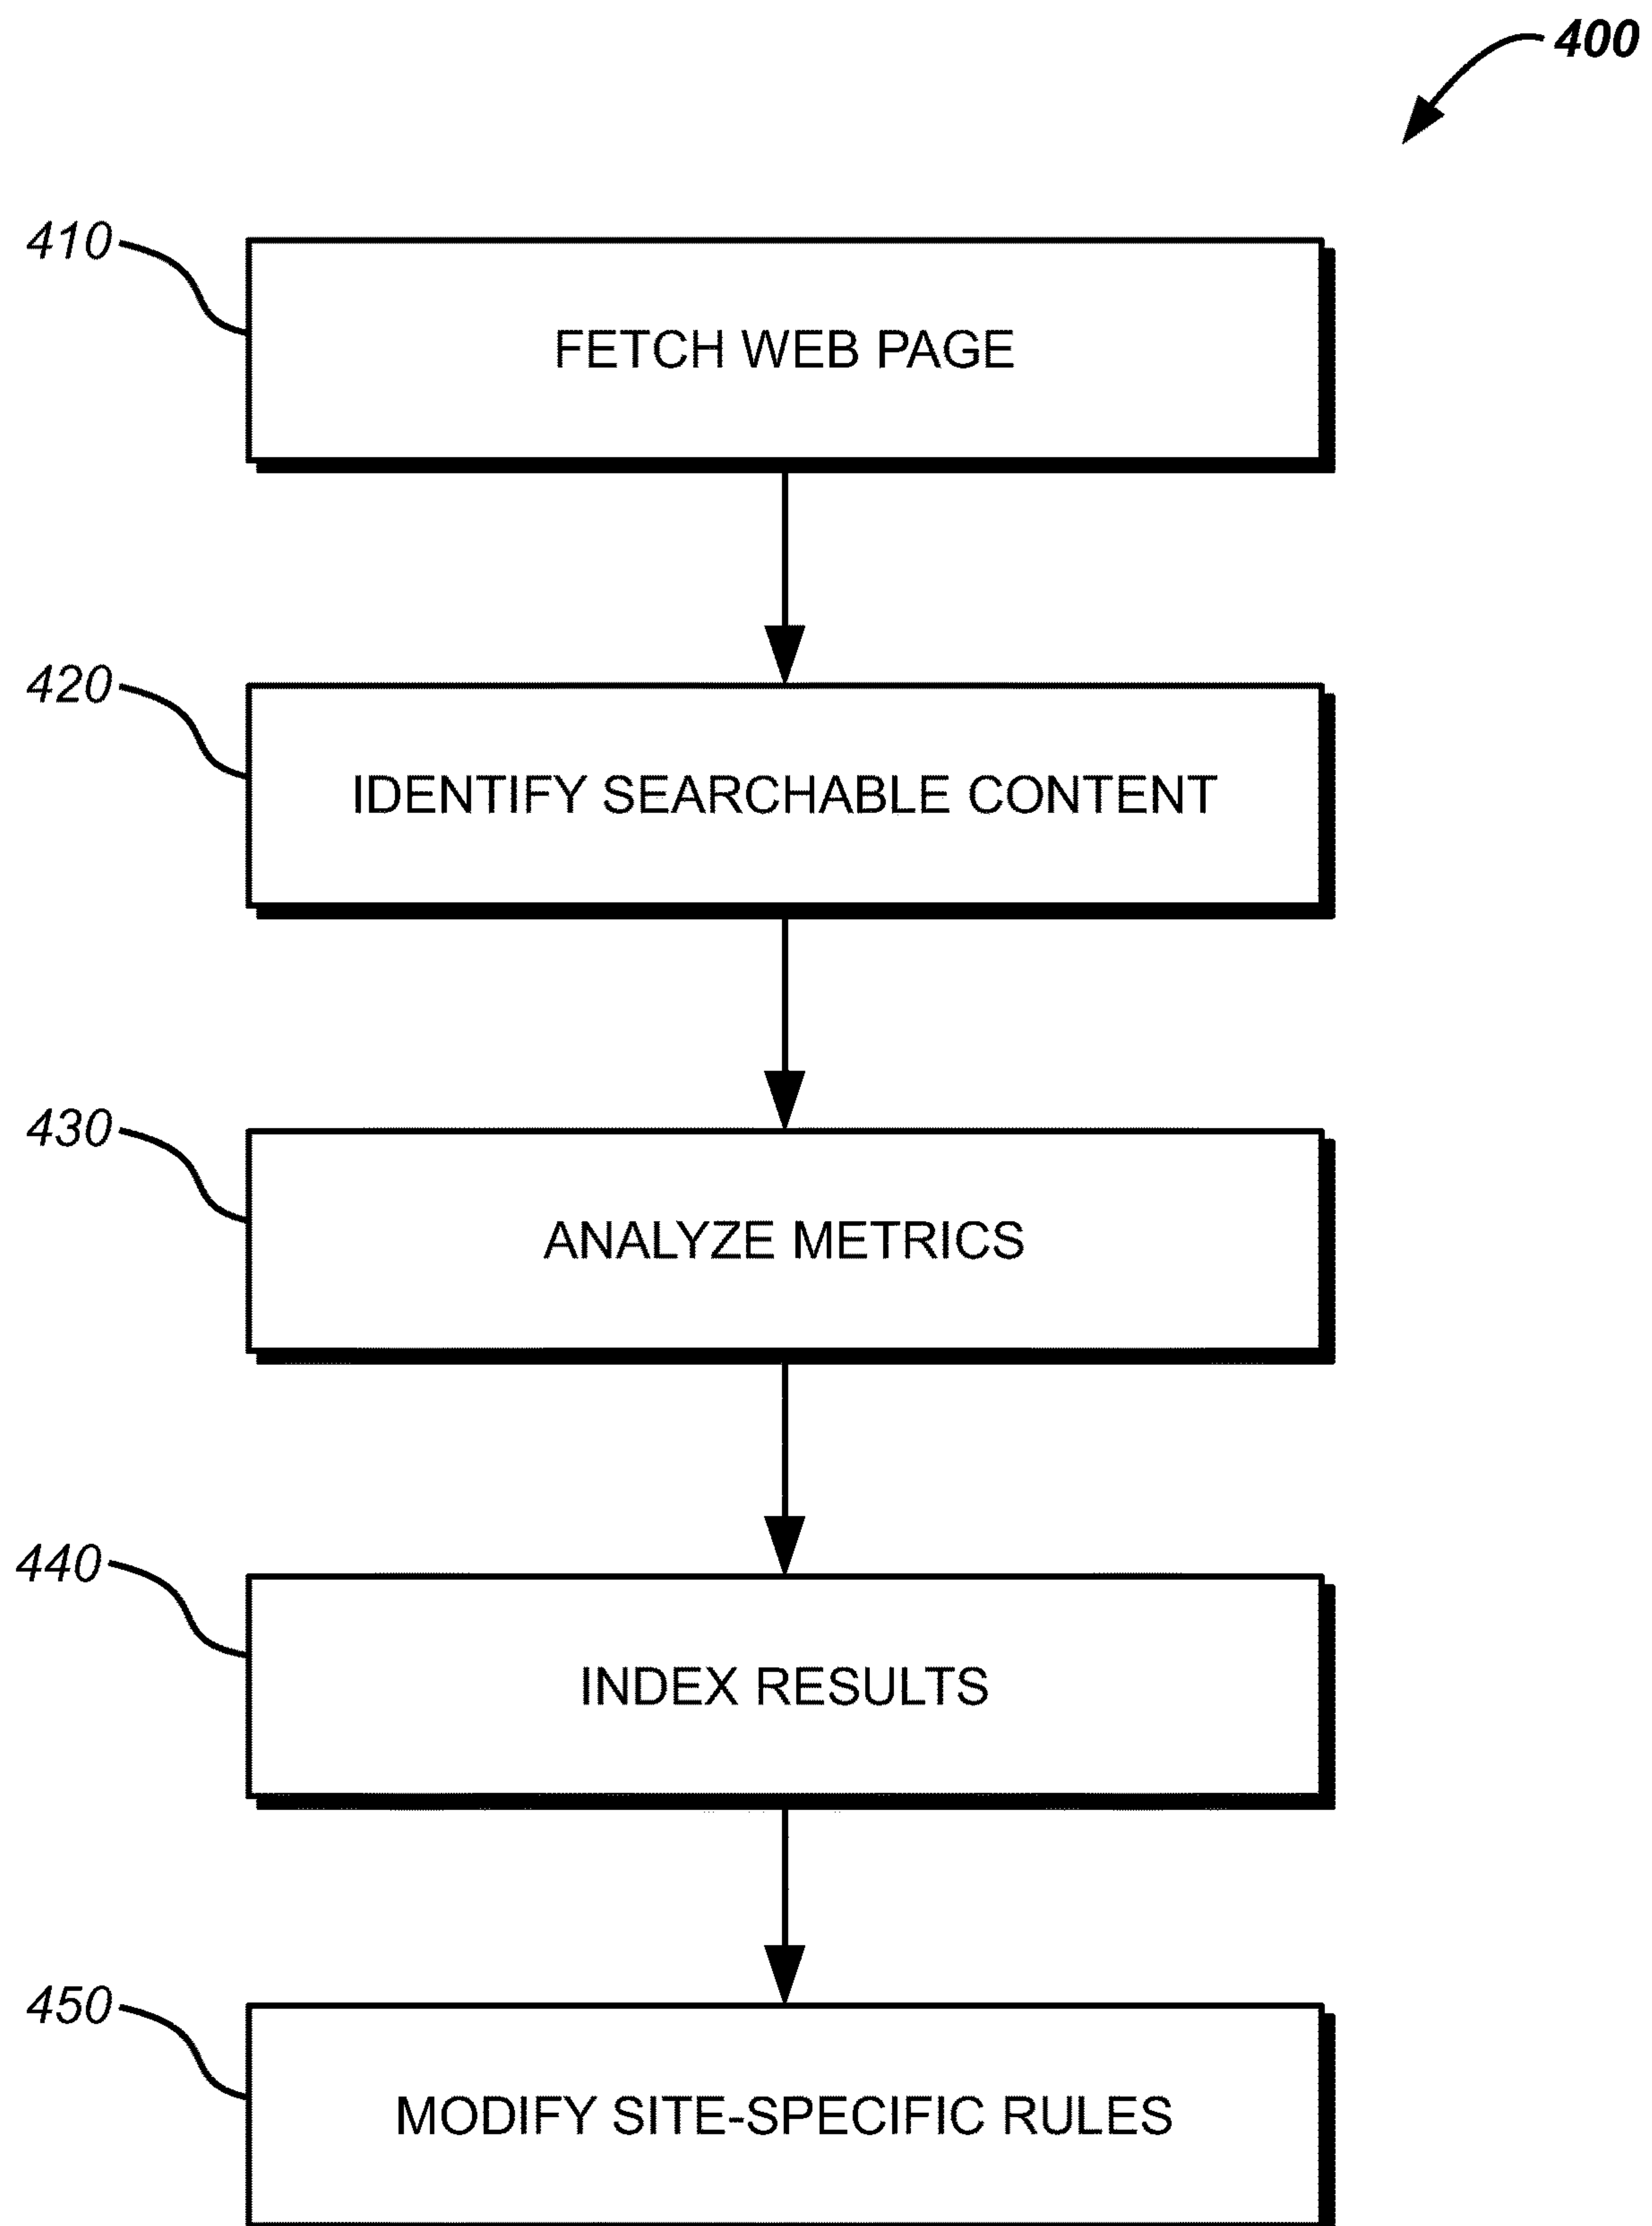 400
410
FETCH WEB PAGE
420
IDENTIFY SEARCHABLE CONTENT
430
ANALYZE METRICS
440
INDEX RESULTS
450
MODIFY SITE-SPECIFIC RULES